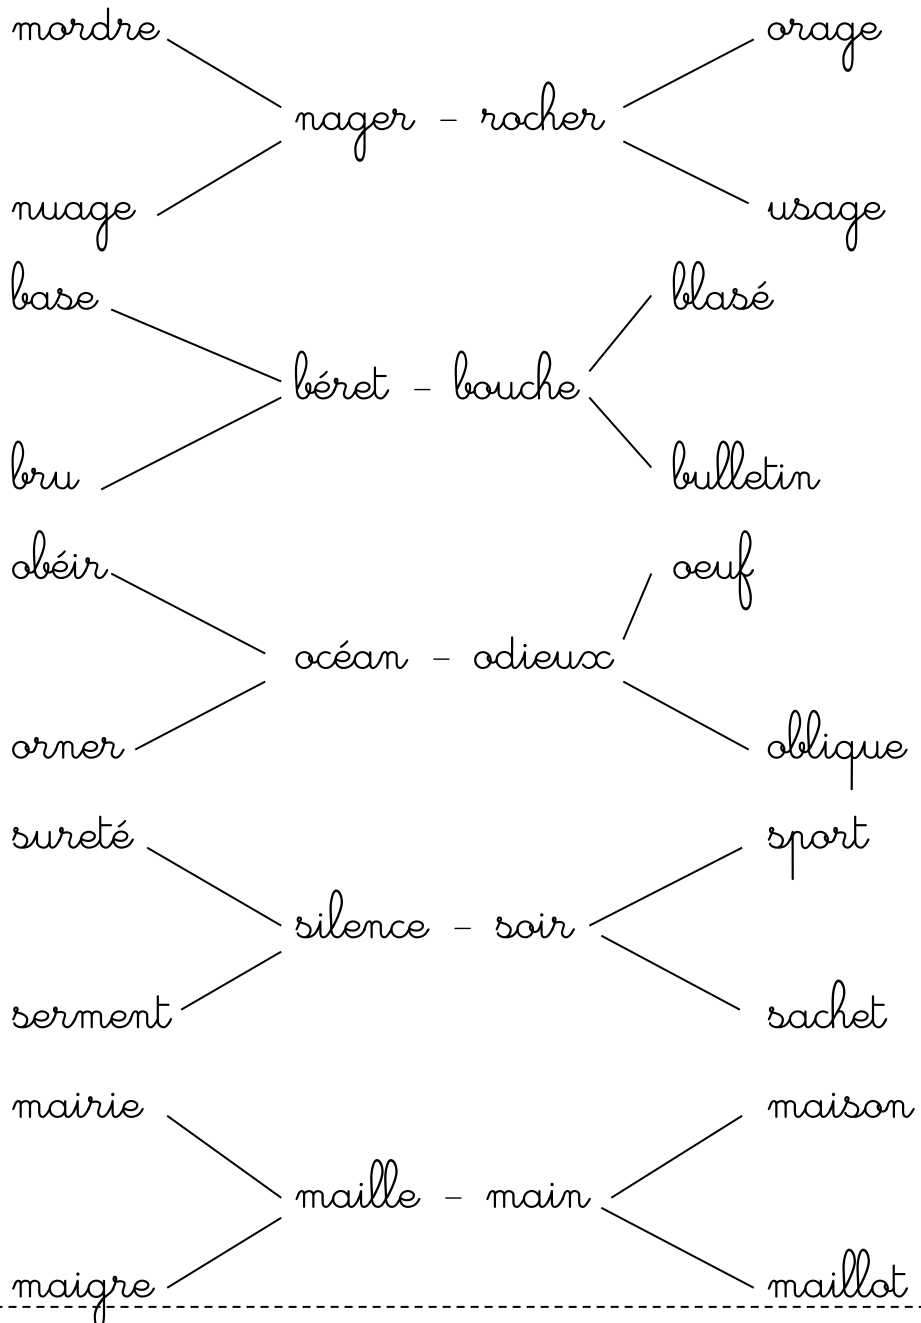 mordre orage
nager - rocher
nuage usage
base blasé
béret - bouche
bru bulletin
obéir oeuf
océan - odieux
orner oblique
sureté sport
silence - soir
serment sachet
mairie maison
maille - main
maigre maillot